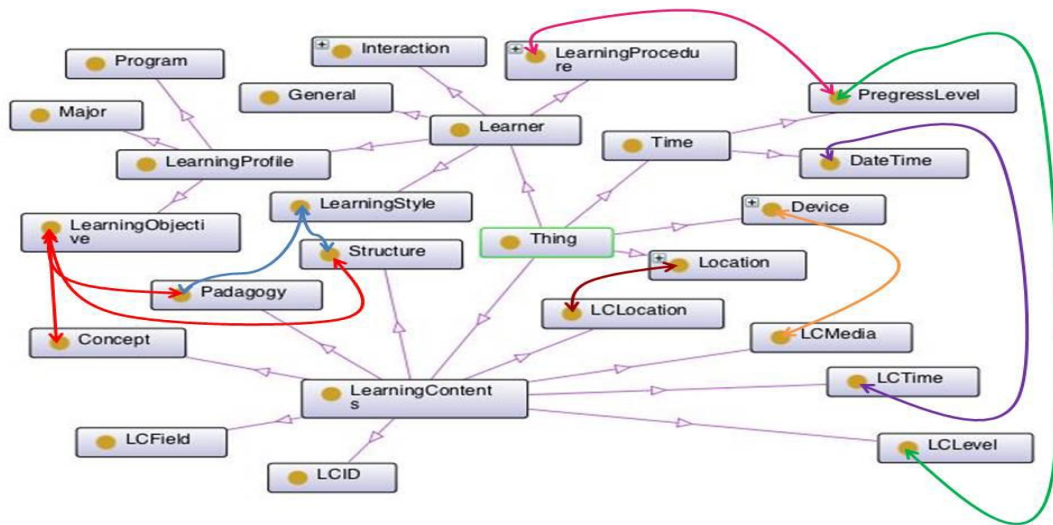 Interaction
LearningProcedu
re
Program
General
PregressLevel
Major
Learner
Time
LearningProfile
DateTime
LearningStyle
Device
LearningObjecti
ve
Structure
Thing
Location
Padagogy
LCLocation
Concept
LCMedia
LearningContent
s
LCTime
LCField
LCLevel
LCID